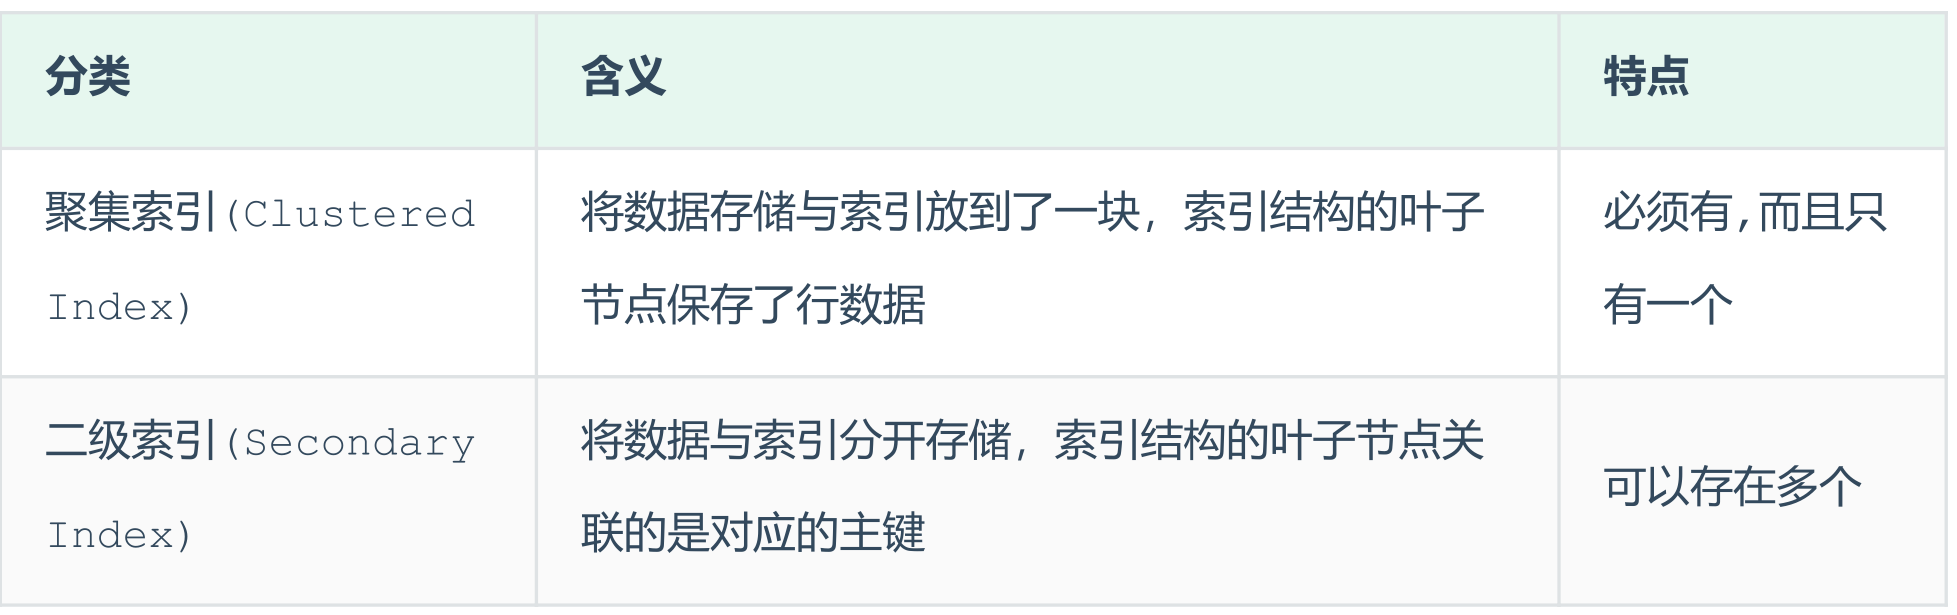 分类
含义
特点
聚集索引(Clustered
Index)
将数据存储与索引放到了一块，索引结构的叶子
节点保存了行数据
必须有,而且只
有一个
二级索引(Secondary
Index)
将数据与索引分开存储，索引结构的叶子节点关
联的是对应的主键
可以存在多个